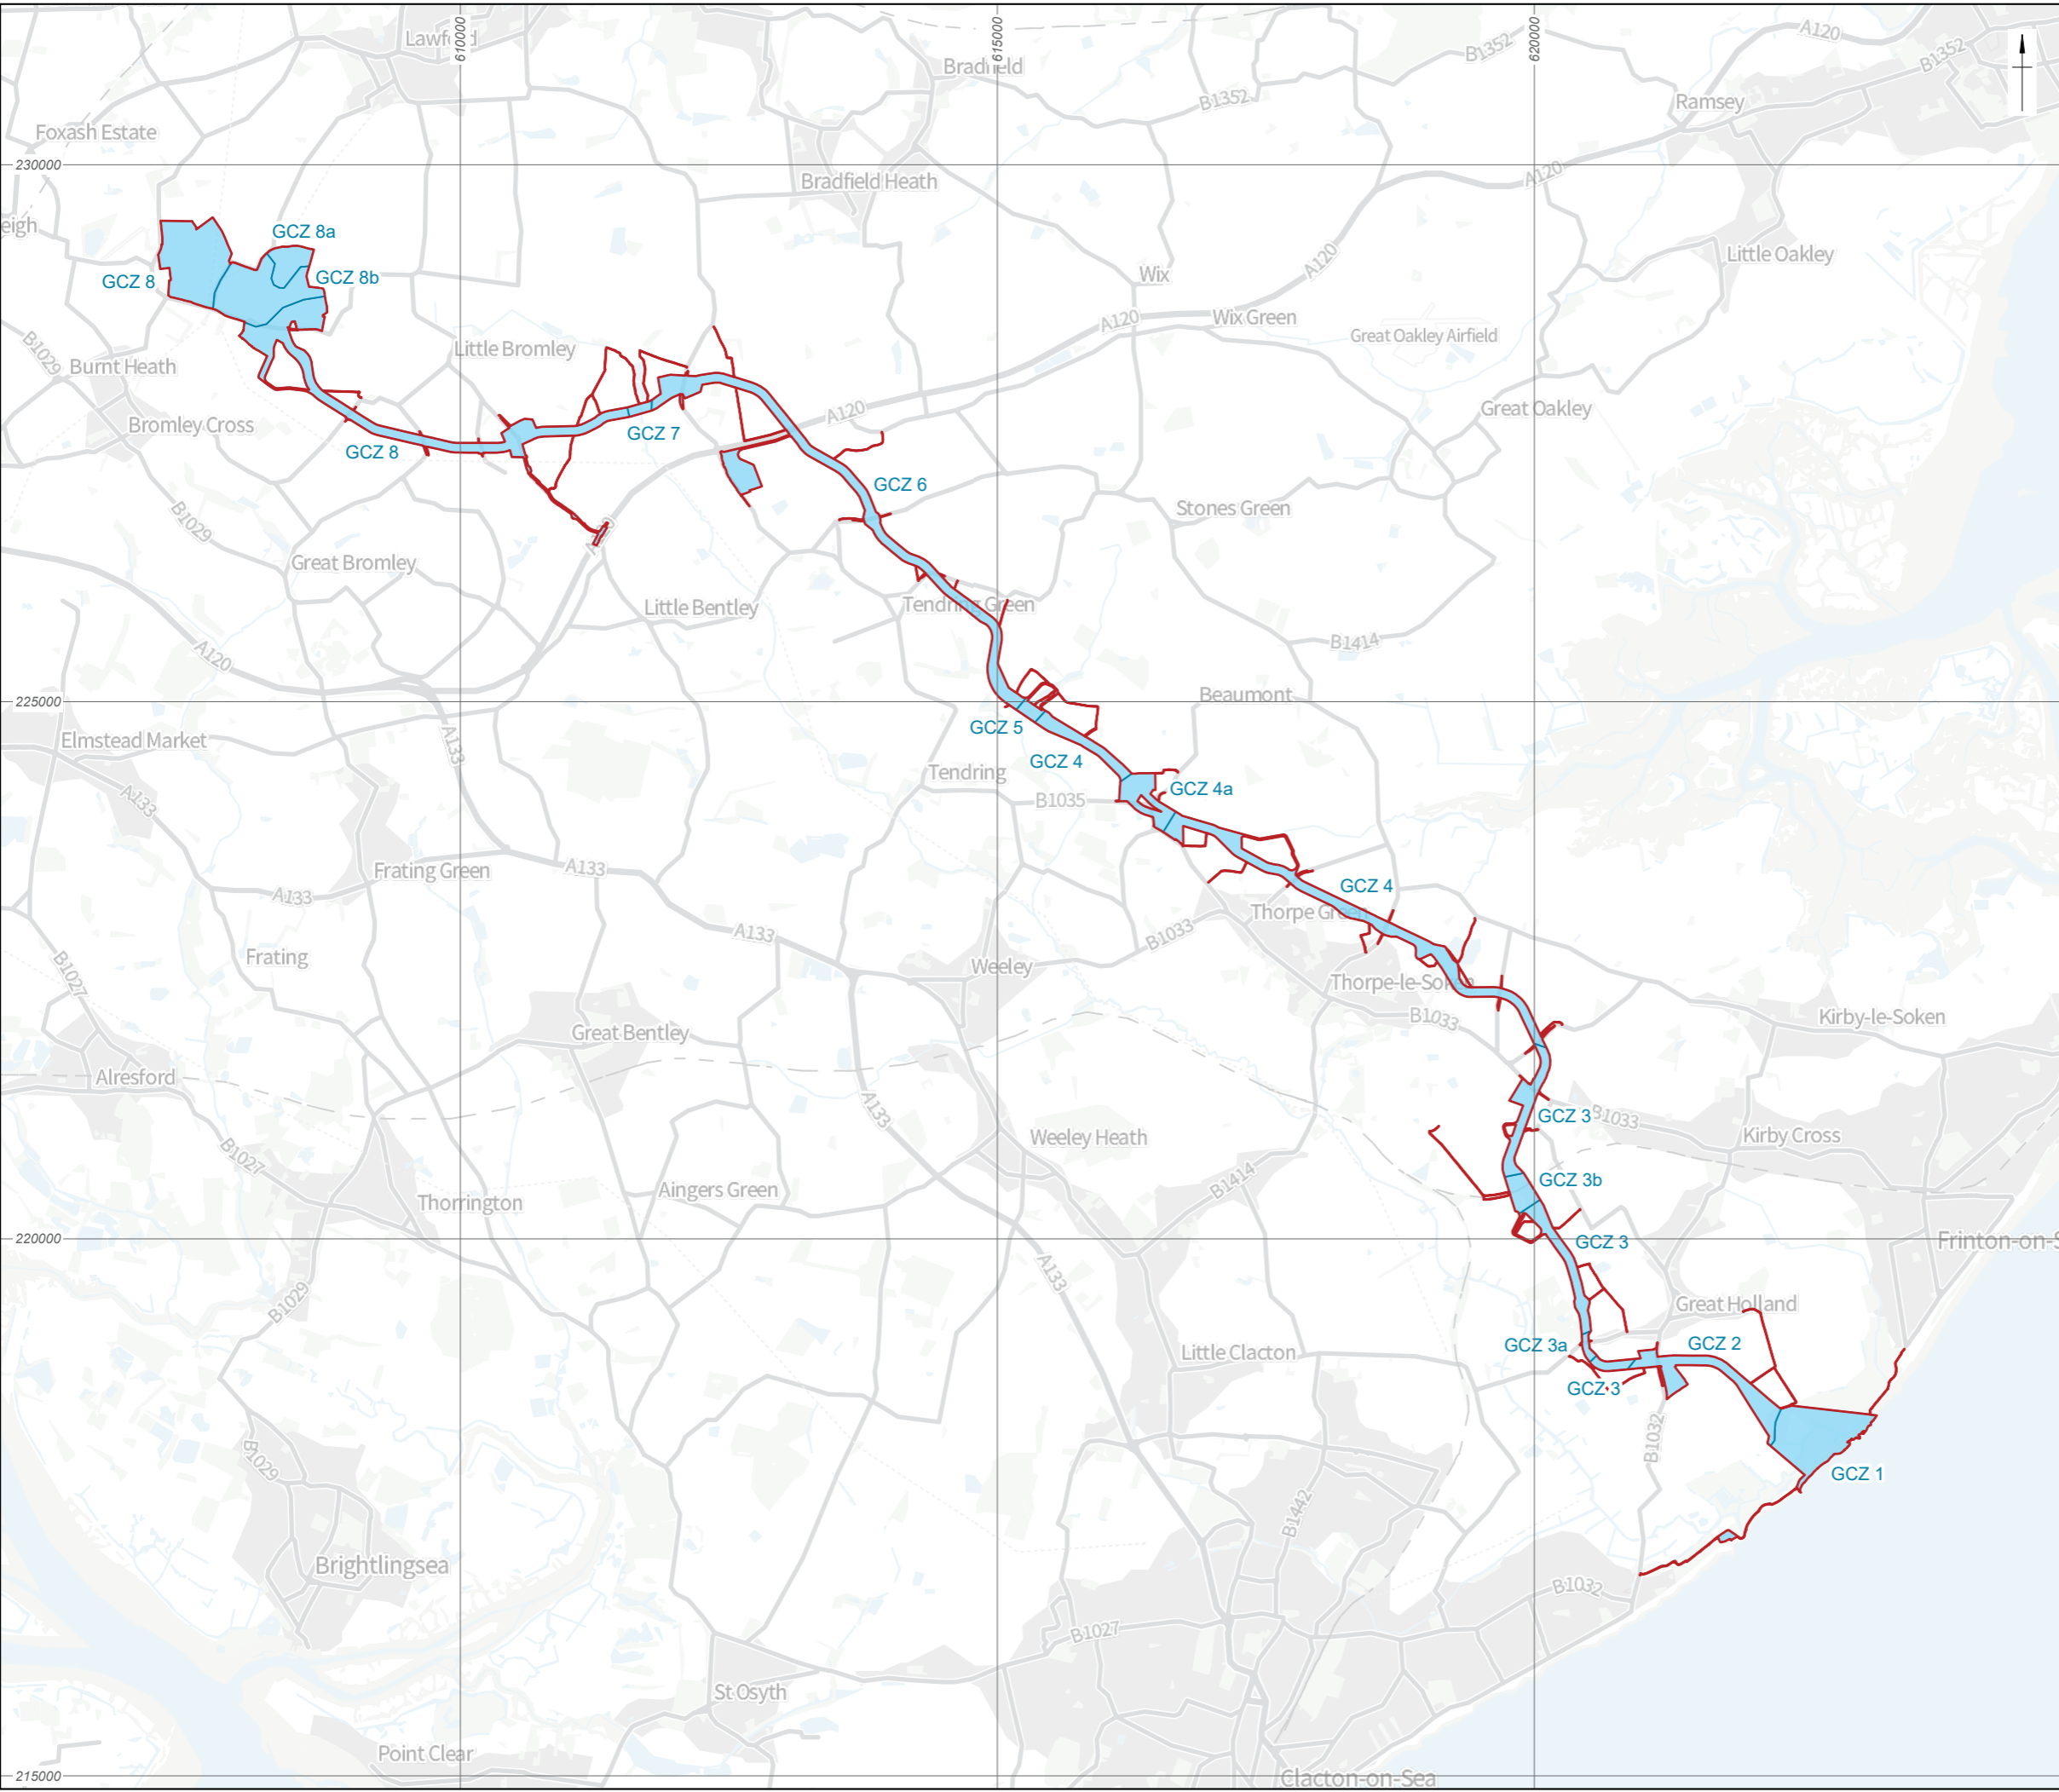 Lawford
610000
615000
620000
Bradfield
B1352
A120
B1352
B1352
Ramsey
Foxash Estate
230000
Bradfield Heath
A120
eigh
GCZ 8a
GCZ 8
GCZ 8b
A120
Wix
Little Oakley
A120
Wix Green
Great Oakley Airfield
B1029
Burnt Heath
Little Bromley
Bromley Cross
A120
Great Oakley
GCZ 7
GCZ 8
GCZ 6
B1029
Stones Green
Great Bromley
Tendring Green
Little Bentley
B1414
A120
225000
Beaumont
GCZ 5
Elmstead Market
A133
GCZ 4
Tendring
GCZ 4a
B1035
A133
Frating Green
A133
GCZ 4
A133
Thorpe Green
A133
B1033
Frating
Weeley
B1027
Thorpe-le-Soken
B1033
Kirby-le-Soken
Great Bentley
Alresford
A133
GCZ 3
B1033
Weeley Heath
Kirby Cross
B1027
B1414
GCZ 3b
Aingers Green
Thorrington
220000
GCZ 3
Frinton-on-S
A133
B1029
Great Holland
GCZ 3a
GCZ 2
Little Clacton
GCZ 3
B1032
B1029
GCZ 1
B1442
Brightlingsea
B1032
B1027
St Osyth
Point Clear
215000
Clacton-on-Sea